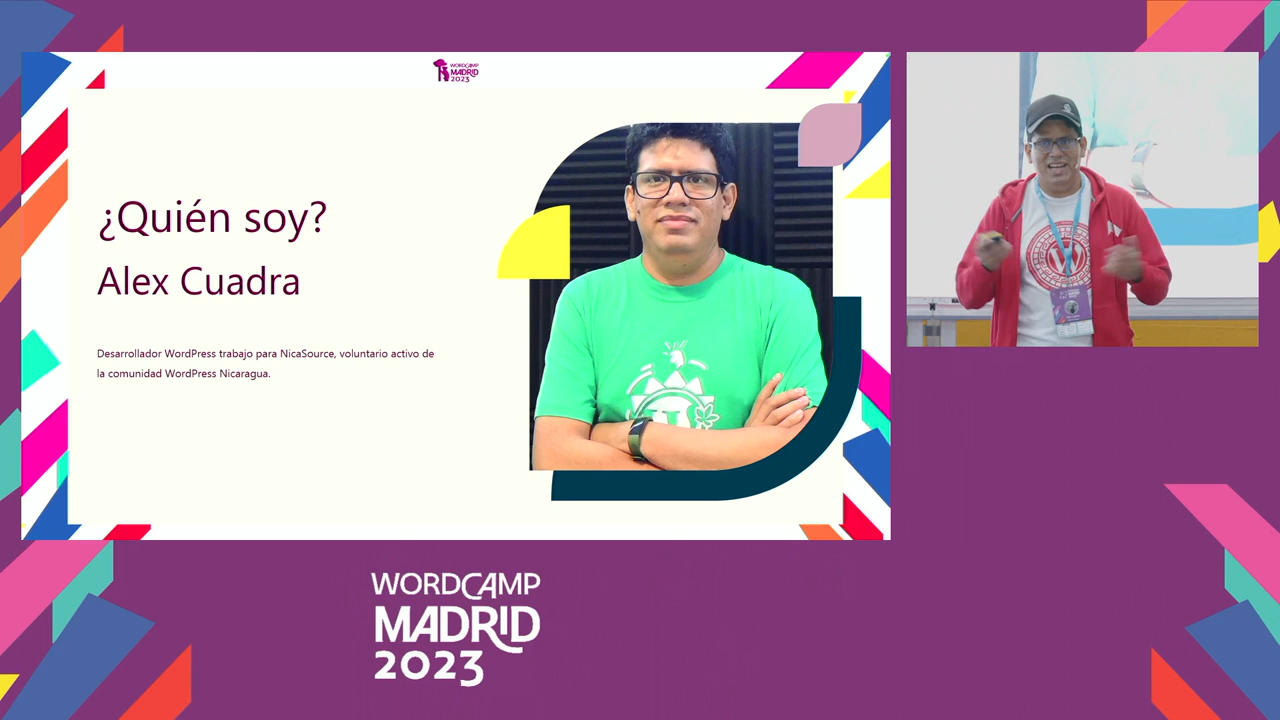 WORDCAMP
MADRID
2023
¿Quién soy?
Alex Cuadra
Desarrollador WordPress trabajo para NicaSource, voluntario activo de
la comunidad WordPress Nicaragua.
WORDCAMP
MADRID
2023